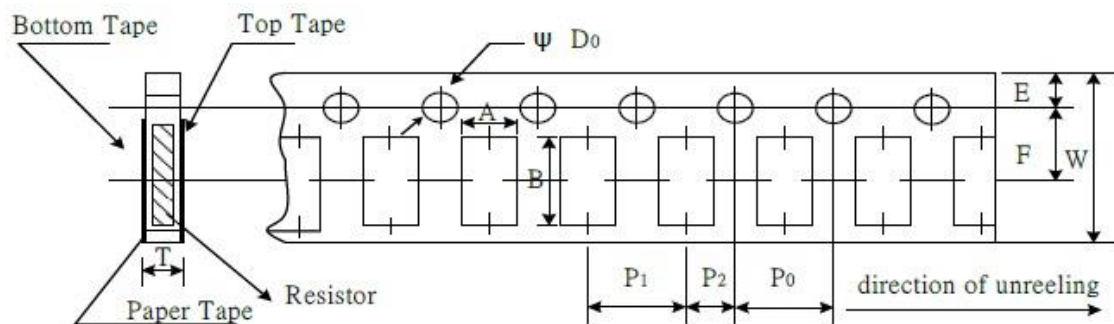 Bottom Tape
Top Tape
Ψ D0
E
A
F
W
B
T
P1
P2
P0
direction of unreeling
Resistor
Paper Tape